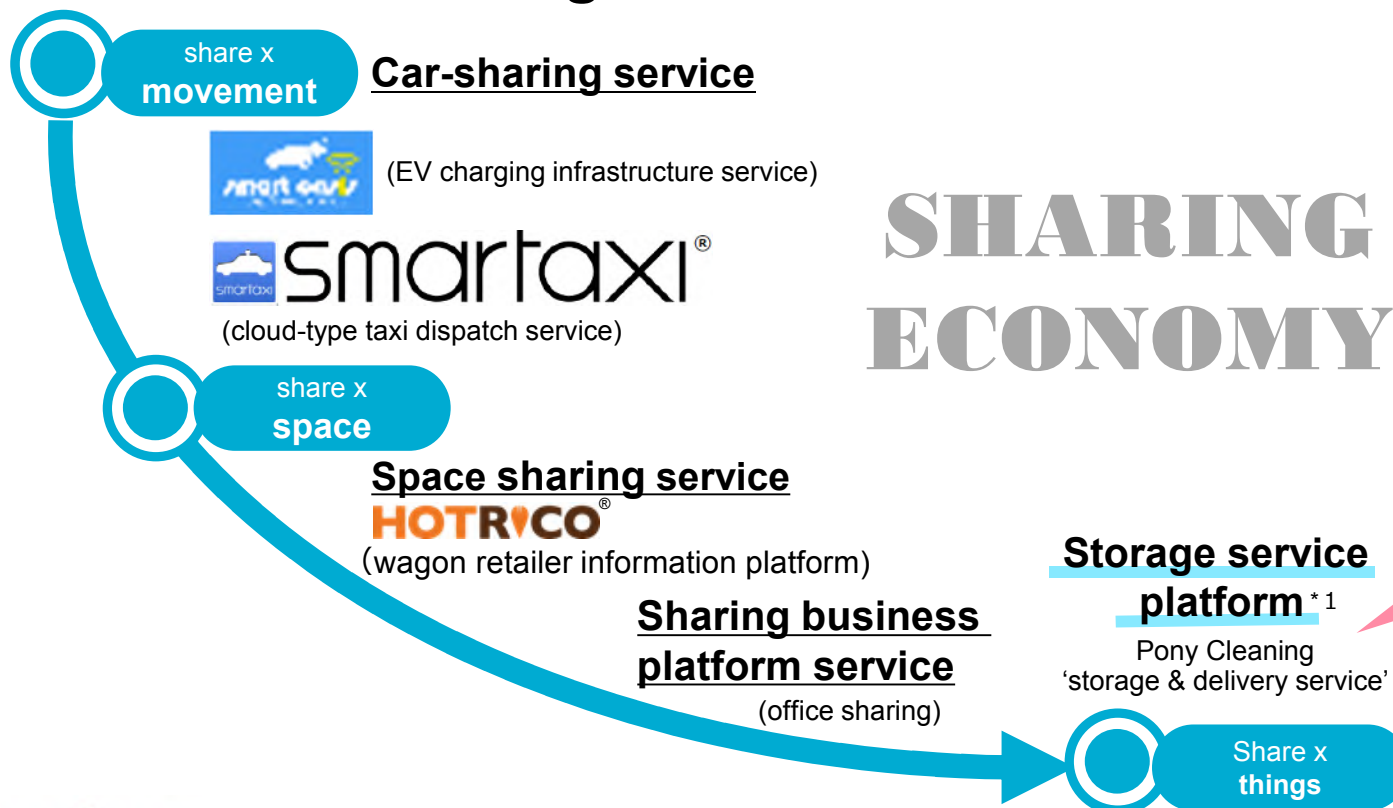 share x
movement
Car-sharing service
(EV charging infrastructure service)
smartaxi
smartaxi®
(cloud-type taxi dispatch service)
SHARING
ECONOMY
share x
space
Space sharing service
HOTRICO®
(wagon retailer information platform)
Sharing business
platform service
(office sharing)
Storage service
platform *1
Pony Cleaning
‘storage & delivery service’
Share x
things